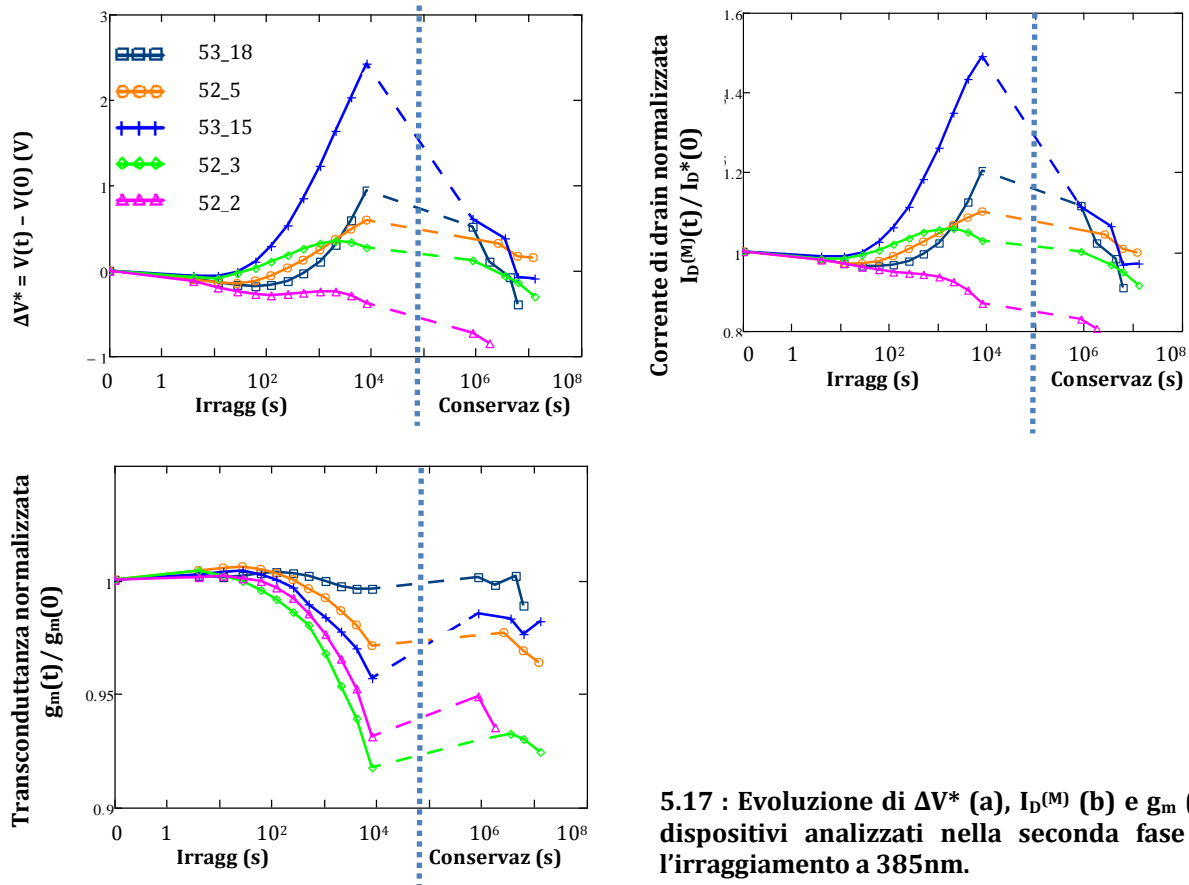 ΔV* = V(t) – V(0) (V)
3
2
1
0
– 1
53_18
52_5
53_15
52_3
52_2
0 1 10² 10⁴ 10⁶ 10⁸
Irragg (s) Conservaz (s)
Corrente di drain normalizzata
I_D^(M)(t) / I_D*(0)
1.6
1.4
1.2
1
0.8
0 1 10² 10⁴ 10⁶ 10⁸
Irragg (s) Conservaz (s)
Transconduttanza normalizzata
g_m(t) / g_m(0)
1
0.95
0.9
0 1 10² 10⁴ 10⁶ 10⁸
Irragg (s) Conservaz (s)
5.17 : Evoluzione di ΔV* (a), I_D^(M) (b) e g_m (
dispositivi analizzati nella seconda fase
l'irraggiamento a 385nm.